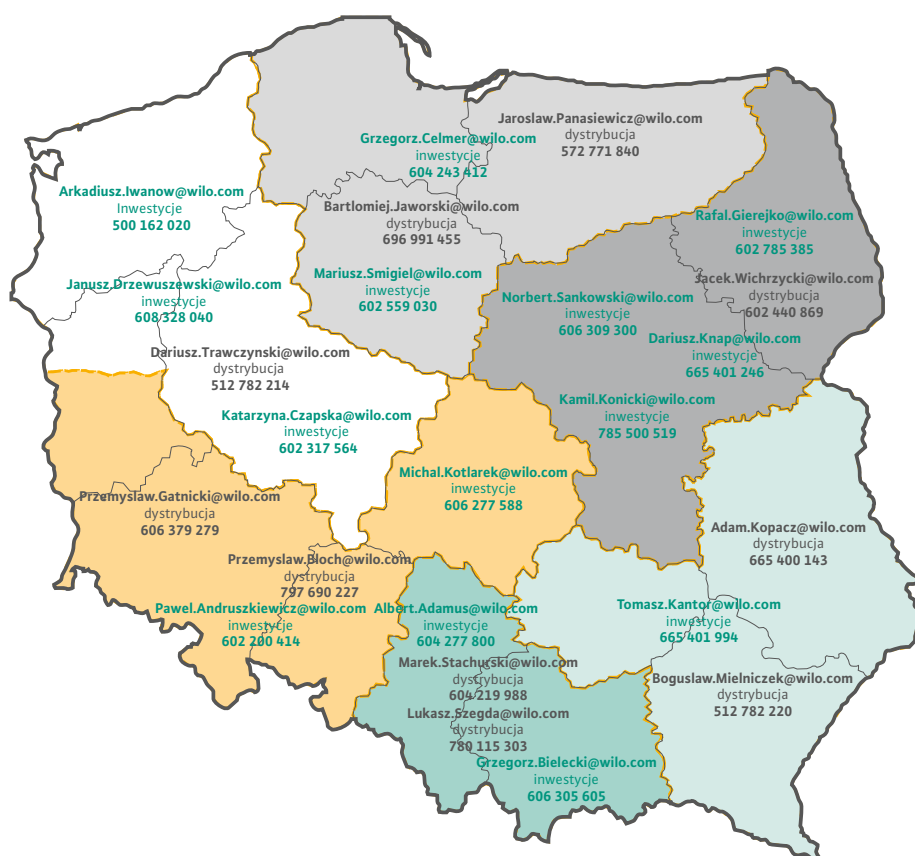 Jaroslaw.Panasiewicz@wilo.com
dystrybucja
572 771 840
Grzegorz.Celmer@wilo.com
inwestycje
604 243 412
Arkadiusz.Iwanow@wilo.com
Inwestycje
500 162 020
Bartlomiej.Jaworski@wilo.com
dystrybucja
696 991 455
Rafal.Gierejko@wilo.com
inwestycje
602 785 385
Janusz.Drzewuszewski@wilo.com
inwestycje
608 328 040
Mariusz.Smigiel@wilo.com
inwestycje
602 559 030
Norbert.Sankowski@wilo.com
inwestycje
606 309 300
Jacek.Wichrzycki@wilo.com
dystrybucja
602 440 869
Dariusz.Knap@wilo.com
inwestycje
665 401 246
Dariusz.Trawczynski@wilo.com
dystrybucja
512 782 214
Katarzyna.Czapska@wilo.com
inwestycje
602 317 564
Kamil.Konicki@wilo.com
inwestycje
785 500 519
Michal.Kotlarek@wilo.com
inwestycje
606 277 588
Przemyslaw.Gatnicki@wilo.com
dystrybucja
606 379 279
Adam.Kopacz@wilo.com
dystrybucja
665 400 143
Przemyslaw.Bloch@wilo.com
dystrybucja
797 690 227
Pawel.Andruszkiewicz@wilo.com
inwestycje
602 200 414
Albert.Adamus@wilo.com
inwestycje
604 277 800
Tomasz.Kantor@wilo.com
inwestycje
665 401 994
Marek.Stachurski@wilo.com
dystrybucja
604 219 988
Boguslaw.Mielniczek@wilo.com
dystrybucja
512 782 220
Lukasz.Szegda@wilo.com
dystrybucja
780 115 303
Grzegorz.Bielecki@wilo.com
inwestycje
606 305 605